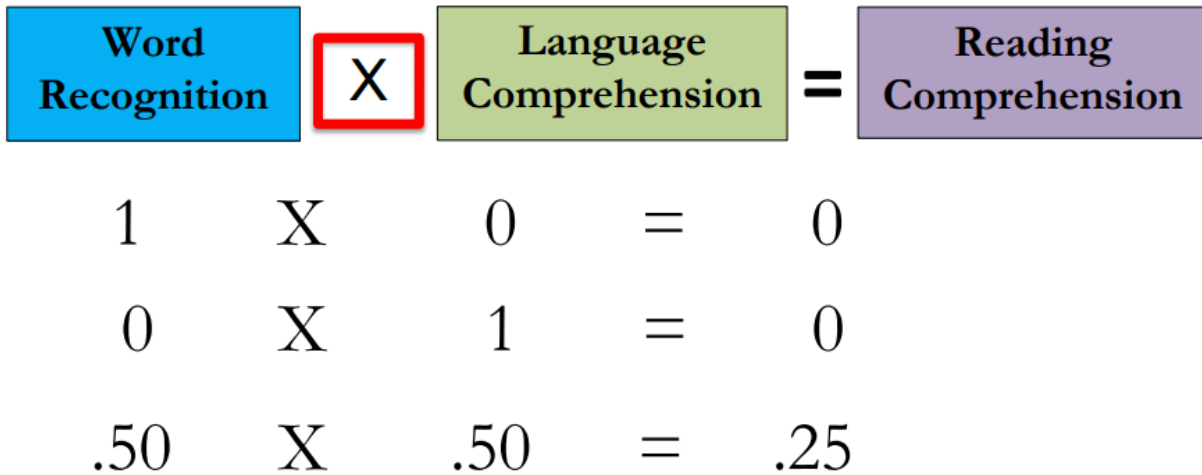 Word Recognition X Language Comprehension = Reading Comprehension
1 X 0 = 0
0 X 1 = 0
.50 X .50 = .25